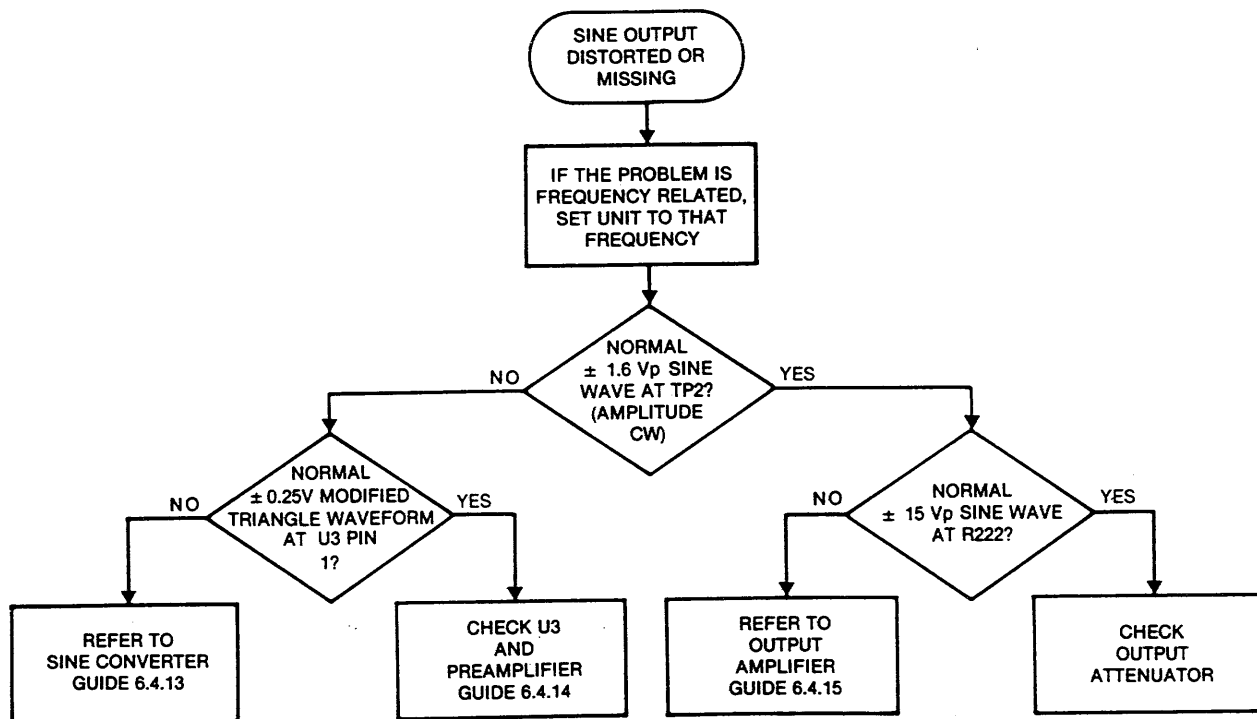 SINE OUTPUT
DISTORTED OR
MISSING
IF THE PROBLEM IS
FREQUENCY RELATED,
SET UNIT TO THAT
FREQUENCY
NORMAL
± 1.6 Vp SINE
WAVE AT TP2?
(AMPLITUDE
CW)
NO
YES
NORMAL
± 0.25V MODIFIED
TRIANGLE WAVEFORM
AT U3 PIN
1?
NO
YES
NORMAL
± 15 Vp SINE WAVE
AT R222?
NO
YES
REFER TO
SINE CONVERTER
GUIDE 6.4.13
CHECK U3
AND
PREAMPLIFIER
GUIDE 6.4.14
REFER TO
OUTPUT
AMPLIFIER
GUIDE 6.4.15
CHECK
OUTPUT
ATTENUATOR